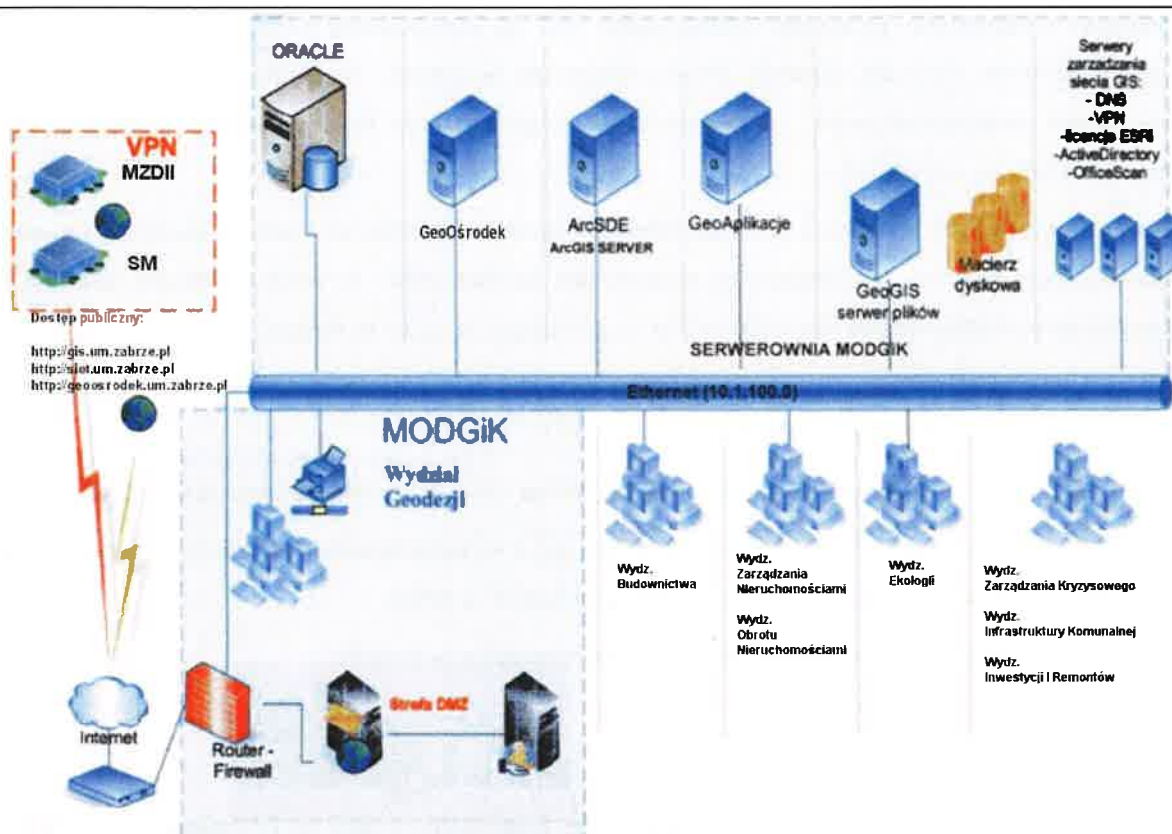 ORACLE
GeoOśrodek
ArcSDE
ArcGIS SERVER
GeoAplikacje
GeoGIS
serwer plików
Macierz
dyskowa
Serwery
zarzadzania
siecia GIS:
- DNS
-VPN
-licencje ESRI
-ActiveDirectory
-OfficeScan
SERWEROWNIA MODGIK
VPN
MZDII
SM
Dostęp publiczny:
http://gis.um.zabrze.pl
http://slot.um.zabrze.pl
http://geoosrodek.um.zabrze.pl
Ethernet (10.1.100.0)
MODGiK
Wydział
Geodezji
Wydz.
Budownictwa
Wydz.
Zarządzania
Nieruchomościami
Wydz.
Obrotu
Nieruchomościami
Wydz.
Ekologii
Wydz.
Zarządzania Kryzysowego
Wydz.
Infrastruktury Komunalnej
Wydz.
Inwestycji i Remontów
Internet
Router -
Firewall
Strefa DMZ